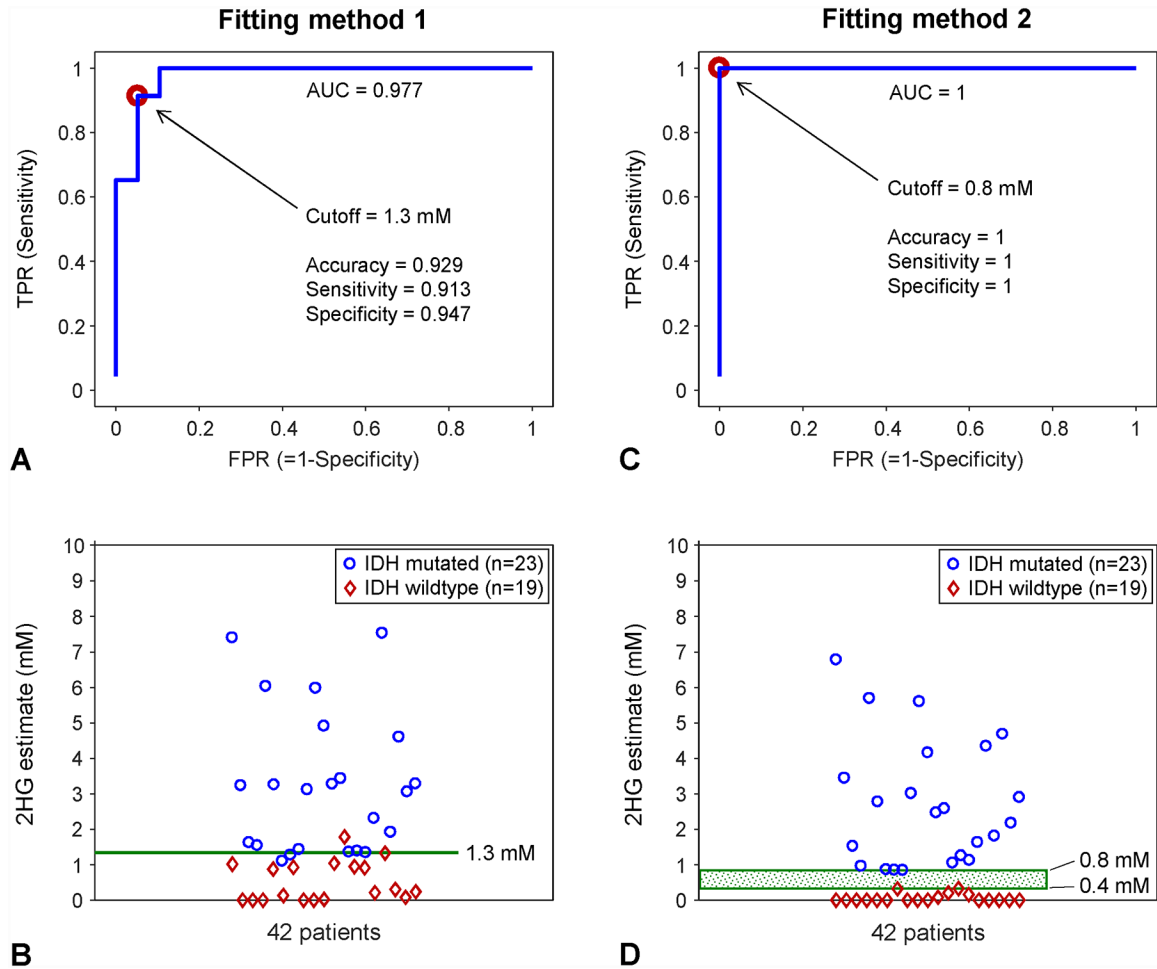 Fitting method 1
1
0.8
0.6
0.4
0.2
0
TPR (Sensitivity)
AUC = 0.977
Cutoff = 1.3 mM
Accuracy = 0.929
Sensitivity = 0.913
Specificity = 0.947
0 0.2 0.4 0.6 0.8 1
FPR (=1-Specificity)
A
Fitting method 2
1
0.8
0.6
0.4
0.2
0
TPR (Sensitivity)
AUC = 1
Cutoff = 0.8 mM
Accuracy = 1
Sensitivity = 1
Specificity = 1
0 0.2 0.4 0.6 0.8 1
FPR (=1-Specificity)
C
10
9
8
7
6
5
4
3
2
1
0
2HG estimate (mM)
IDH mutated (n=23)
IDH wildtype (n=19)
1.3 mM
42 patients
B
10
9
8
7
6
5
4
3
2
1
0
2HG estimate (mM)
IDH mutated (n=23)
IDH wildtype (n=19)
0.8 mM
0.4 mM
42 patients
D